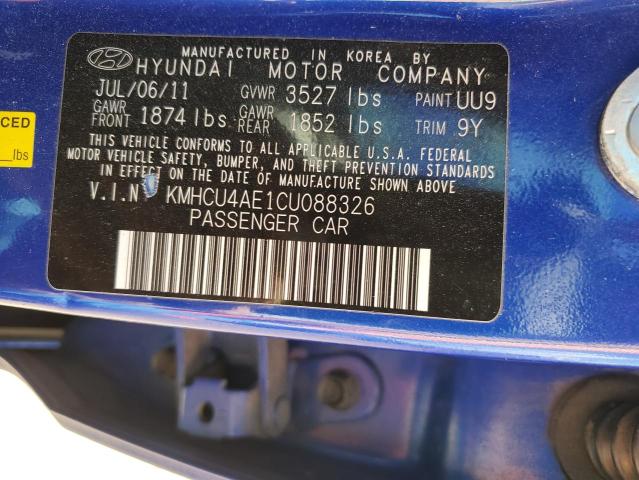 MANUFACTURED IN KOREA BY
HYUNDAI MOTOR COMPANY
JUL/06/11 GVWR 3527 lbs PAINT UU9
GAWR FRONT 1874 lbs GAWR REAR 1852 lbs TRIM 9Y
THIS VEHICLE CONFORMS TO ALL APPLICABLE U.S.A. FEDERAL
MOTOR VEHICLE SAFETY, BUMPER, AND THEFT PREVENTION STANDARDS
IN EFFECT ON THE DATE OF MANUFACTURE SHOWN ABOVE
V.I.N KMHCU4AE1CU088326
PASSENGER CAR
CED
lbs